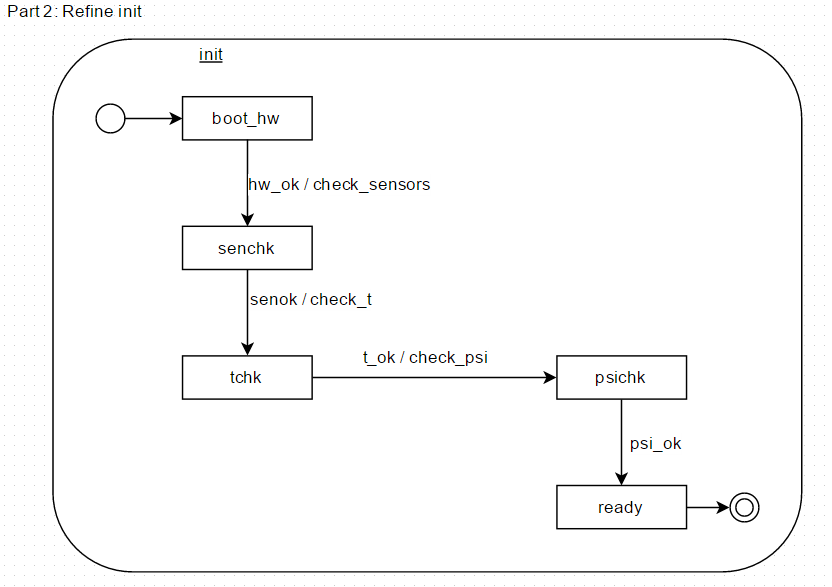 Part 2: Refine init
init
boot_hw
hw_ok / check_sensors
senchk
senok / check_t
t_ok / check_psi
tchk
psichk
psi_ok
ready